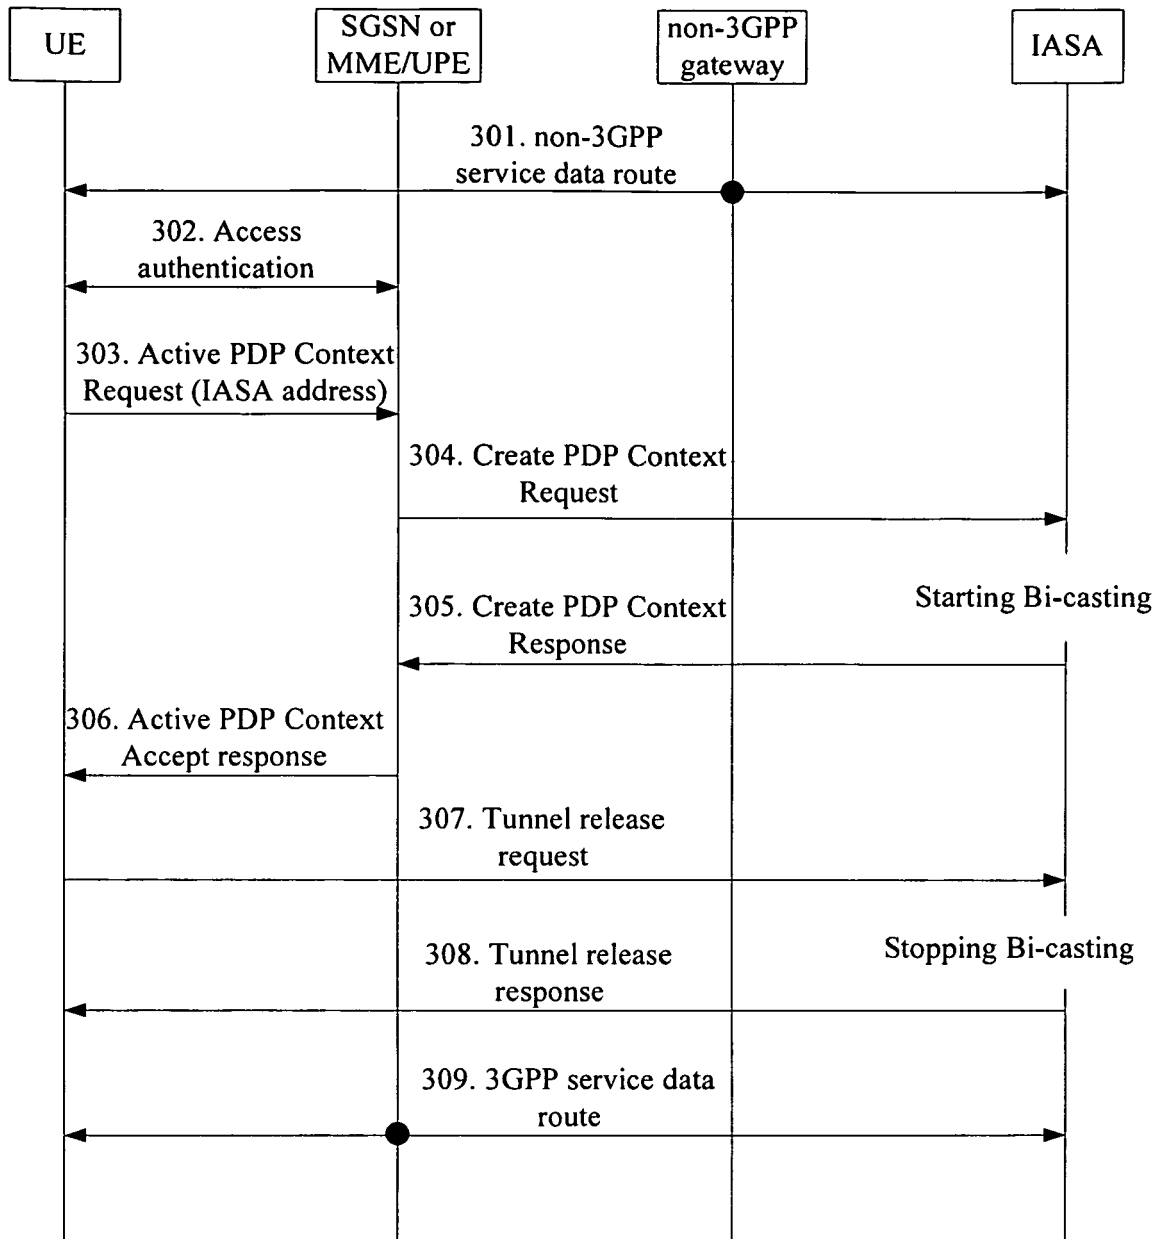 UE
SGSN or
MME/UPE
non-3GPP
gateway
IASA
301. non-3GPP
service data route
302. Access
authentication
303. Active PDP Context
Request (IASA address)
304. Create PDP Context
Request
Starting Bi-casting
305. Create PDP Context
Response
306. Active PDP Context
Accept response
307. Tunnel release
request
Stopping Bi-casting
308. Tunnel release
response
309. 3GPP service data
route